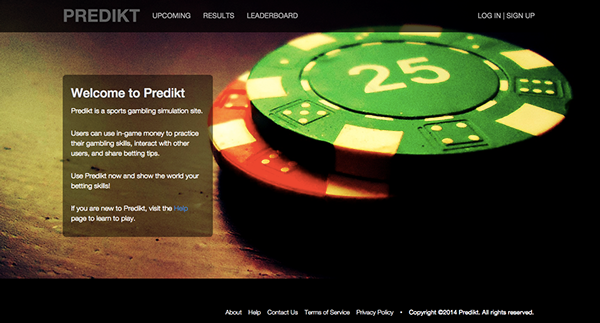 PREDIKT UPCOMING RESULTS LEADERBOARD LOG IN | SIGN UP
25
Welcome to Predikt
Predikt is a sports gambling simulation site.
Users can use in-game money to practice
their gambling skills, interact with other
users, and share betting tips.
Use Predikt now and show the world your
betting skills!
If you are new to Predikt, visit the Help
page to learn to play.
About Help Contact Us Terms of Service Privacy Policy • Copyright ©2014 Predikt. All rights reserved.